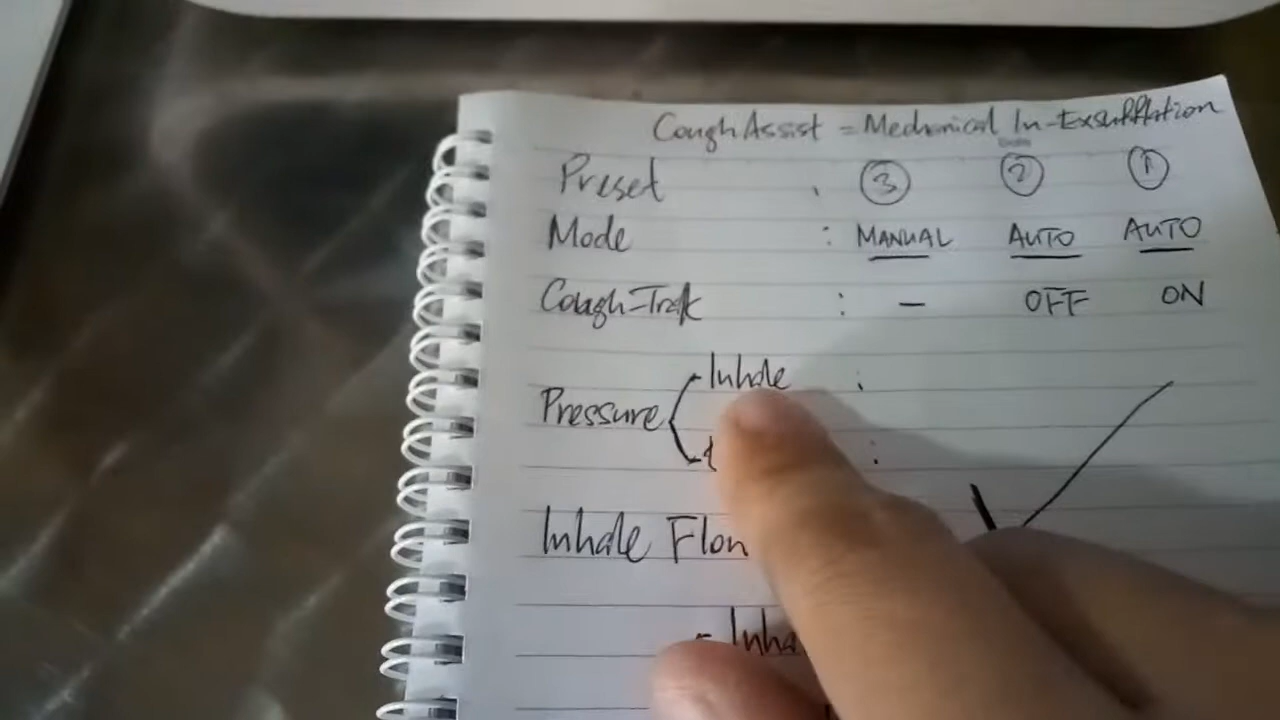 CoughAssist = Mechanical In-Exsufflation
Preset : ③ ② ①
Mode : MANUAL AUTO AUTO
Cough-Trak : — OFF ON
Pressure - Inhale :
:
Inhale Flow
- Inha